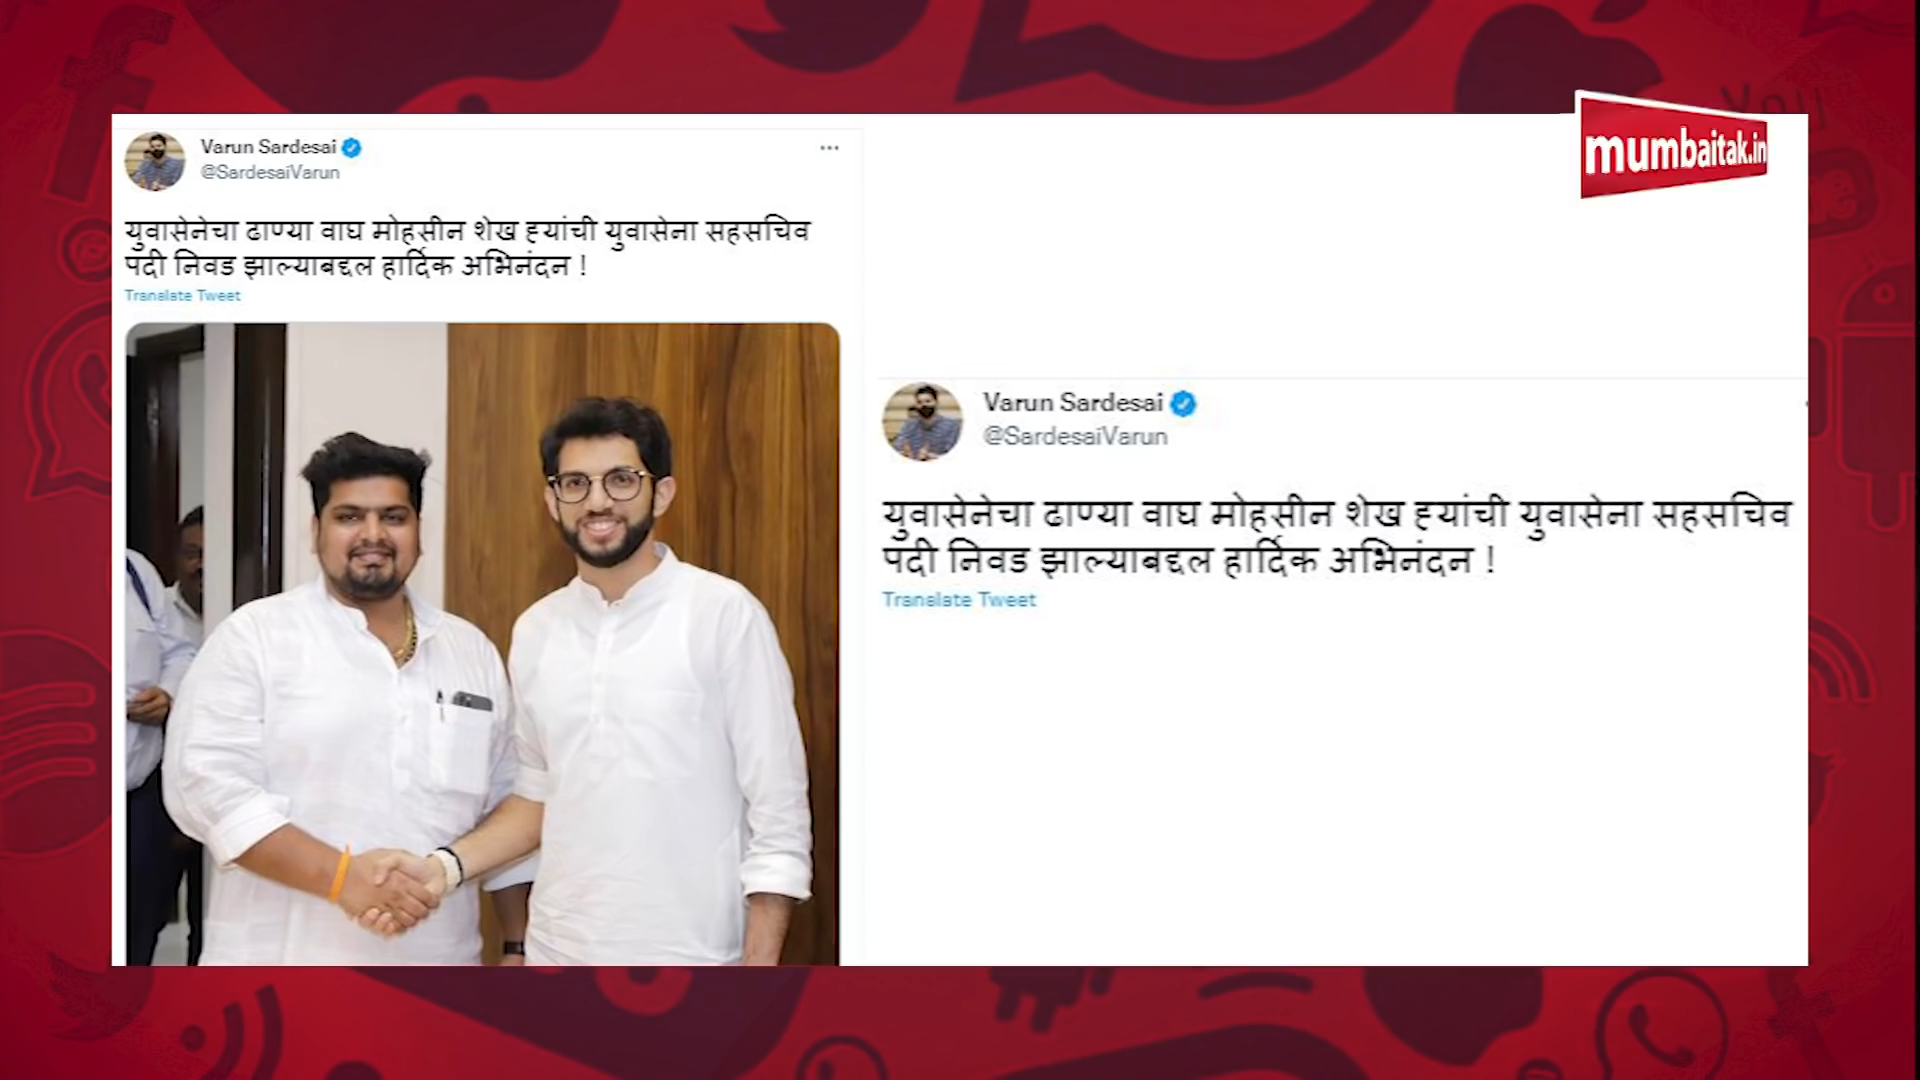 mumbaitak.in
Varun Sardesai
@SardesaiVarun
युवासेनेचा ढाण्या वाघ मोहसीन शेख ह्यांची युवासेना सहसचिव
पदी निवड झाल्याबद्दल हार्दिक अभिनंदन !
Translate Tweet
Varun Sardesai
@SardesaiVarun
युवासेनेचा ढाण्या वाघ मोहसीन शेख ह्यांची युवासेना सहसचिव
पदी निवड झाल्याबद्दल हार्दिक अभिनंदन !
Translate Tweet
You